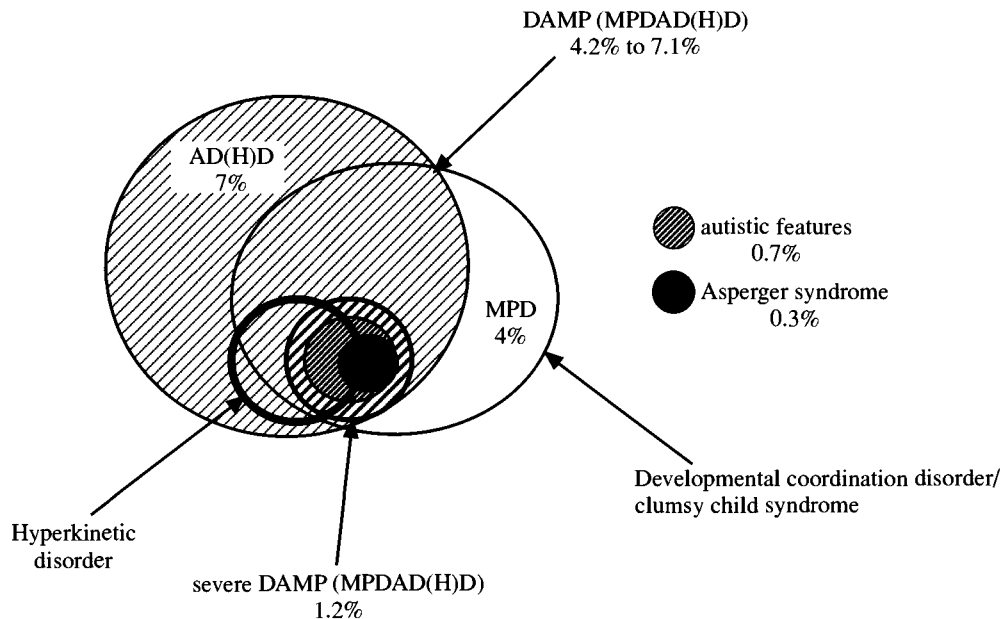 DAMP (MPDAD(H)D)
4.2% to 7.1%
AD(H)D
7%
autistic features
0.7%
Asperger syndrome
0.3%
MPD
4%
Developmental coordination disorder/
clumsy child syndrome
Hyperkinetic
disorder
severe DAMP (MPDAD(H)D)
1.2%